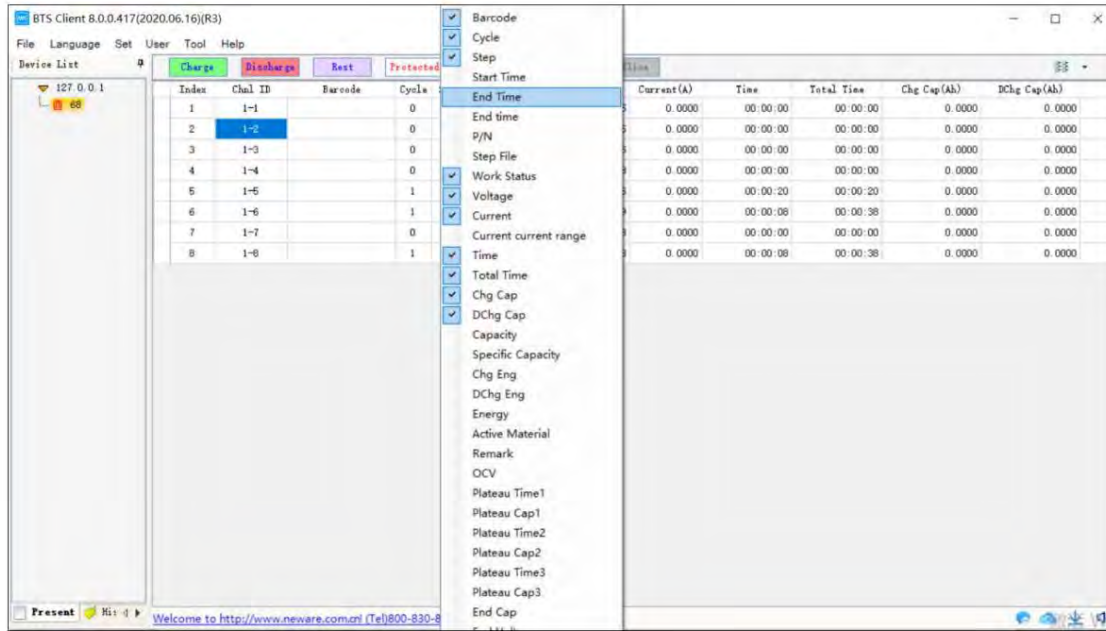 BTS Client 8.0.0.417(2020.06.16)(R3)
File Language Set User Tool Help
Device List
127.0.0.1
68
Charge Discharge Rest Protected
Index Chnl ID Barcode Cycle Current(A) Time Total Time Chg Cap(Ah) DChg Cap(Ah)
1 1-1 0 0.0000 00:00:00 00:00:00 0.0000 0.0000
2 1-2 0 0.0000 00:00:00 00:00:00 0.0000 0.0000
3 1-3 0 0.0000 00:00:00 00:00:00 0.0000 0.0000
4 1-4 0 0.0000 00:00:00 00:00:00 0.0000 0.0000
5 1-5 1 0.0000 00:00:20 00:00:20 0.0000 0.0000
6 1-6 1 0.0000 00:00:08 00:00:38 0.0000 0.0000
7 1-7 0 0.0000 00:00:00 00:00:00 0.0000 0.0000
8 1-8 1 0.0000 00:00:08 00:00:38 0.0000 0.0000
Barcode
Cycle
Step
Start Time
End Time
End time
P/N
Step File
Work Status
Voltage
Current
Current current range
Time
Total Time
Chg Cap
DChg Cap
Capacity
Specific Capacity
Chg Eng
DChg Eng
Energy
Active Material
Remark
OCV
Plateau Time1
Plateau Cap1
Plateau Time2
Plateau Cap2
Plateau Time3
Plateau Cap3
End Cap
Present His
Welcome to http://www.neware.com.cn! (Tel)800-830-8